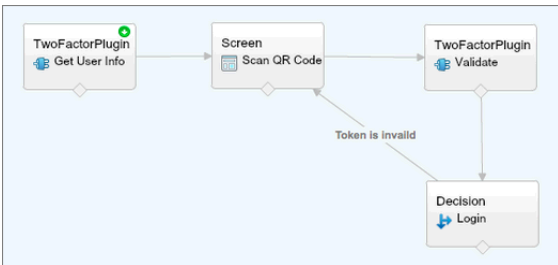 TwoFactorPlugin
Get User Info
Screen
Scan QR Code
TwoFactorPlugin
Validate
Token is invaild
Decision
Login